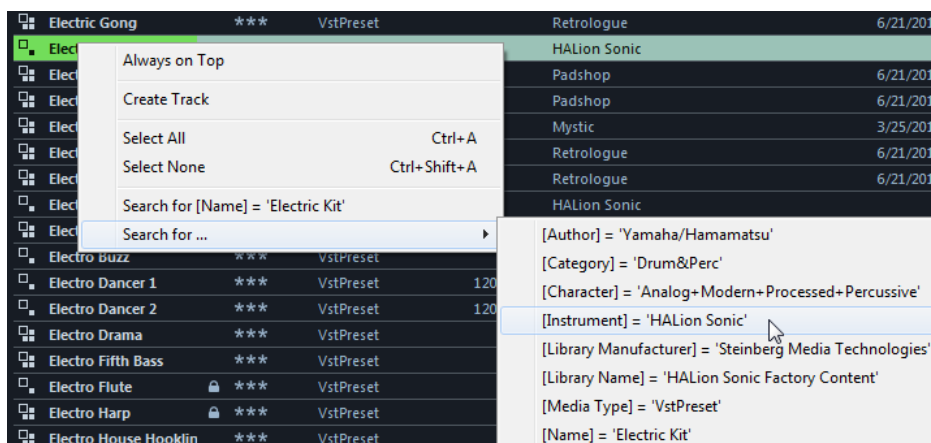 Electric Gong *** VstPreset Retrologue 6/21/201
Elect HALion Sonic
Always on Top
Elect Padshop 6/21/201
Create Track
Elect Padshop 6/21/201
Elect Mystic 3/25/201
Select All Ctrl+A
Elect Retrologue 6/21/201
Select None Ctrl+Shift+A
Elect Retrologue 6/21/201
Elect HALion Sonic
Search for [Name] = 'Electric Kit'
Elect
Search for ...
[Author] = 'Yamaha/Hamamatsu'
Electro Buzz *** VstPreset
[Category] = 'Drum&Perc'
Electro Dancer 1 *** VstPreset 120
[Character] = 'Analog+Modern+Processed+Percussive'
Electro Dancer 2 *** VstPreset 120
[Instrument] = 'HALion Sonic'
Electro Drama *** VstPreset
[Library Manufacturer] = 'Steinberg Media Technologies'
Electro Fifth Bass *** VstPreset
[Library Name] = 'HALion Sonic Factory Content'
Electro Flute *** VstPreset
[Media Type] = 'VstPreset'
Electro Harp *** VstPreset
[Name] = 'Electric Kit'
Electro House Hooklin *** VstPreset